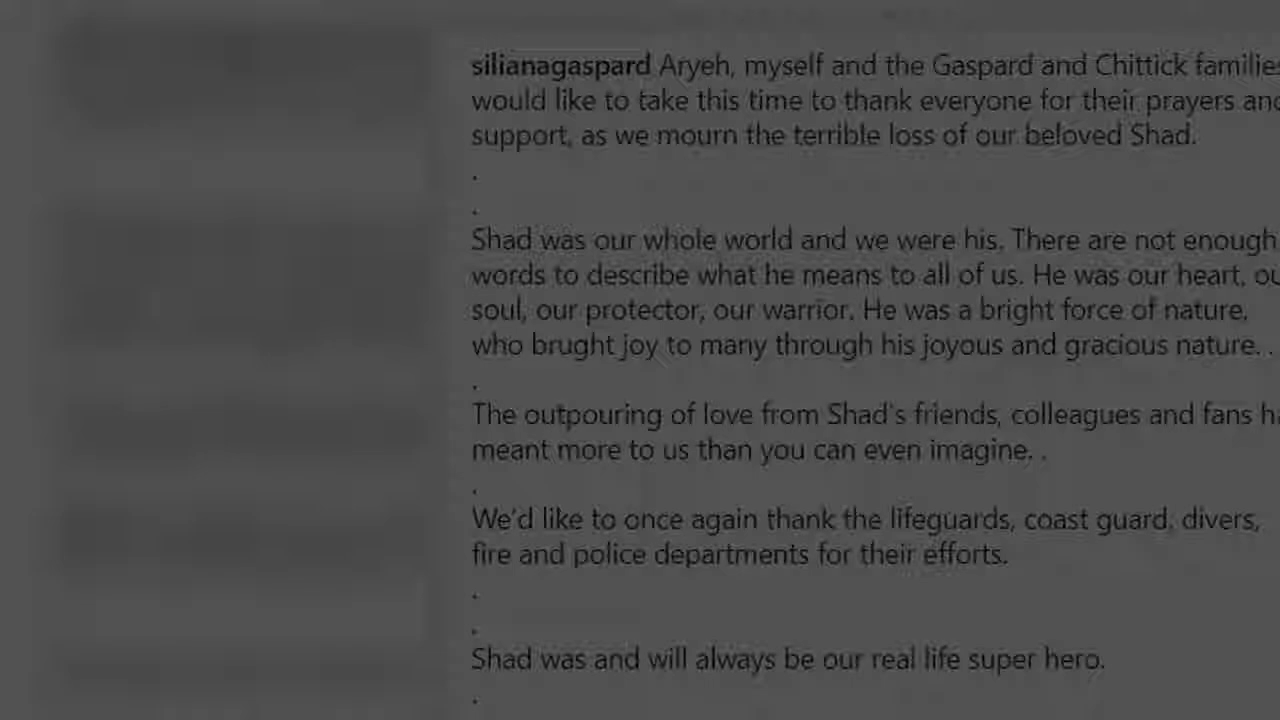 silianagaspard Aryeh, myself and the Gaspard and Chittick families
would like to take this time to thank everyone for their prayers and
support, as we mourn the terrible loss of our beloved Shad.
.
.
Shad was our whole world and we were his. There are not enough
words to describe what he means to all of us. He was our heart, ou
soul, our protector, our warrior. He was a bright force of nature,
who brught joy to many through his joyous and gracious nature. .
.
The outpouring of love from Shad's friends, colleagues and fans ha
meant more to us than you can even imagine. .
.
We'd like to once again thank the lifeguards, coast guard, divers,
fire and police departments for their efforts.
.
.
Shad was and will always be our real life super hero.
.